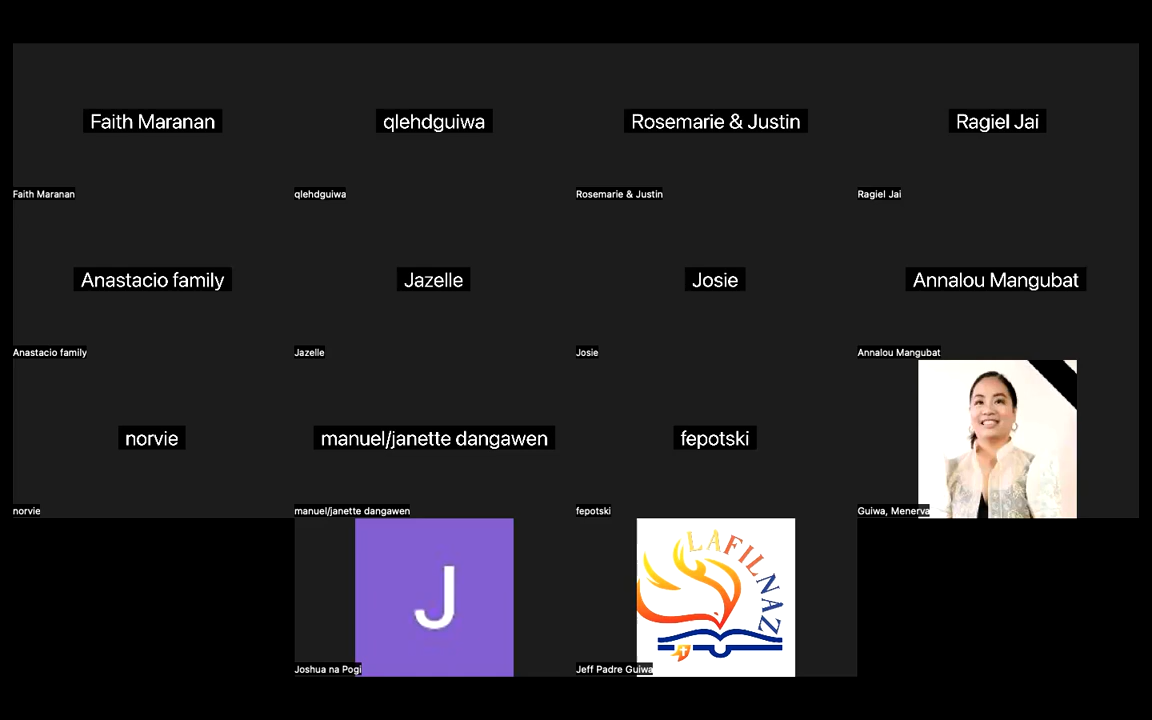 Faith Maranan
Faith Maranan
qlehdguiwa
qlehdguiwa
Rosemarie & Justin
Rosemarie & Justin
Ragiel Jai
Ragiel Jai
Anastacio family
Anastacio family
Jazelle
Jazelle
Josie
Josie
Annalou Mangubat
Annalou Mangubat
norvie
norvie
manuel/janette dangawen
manuel/janette dangawen
fepotski
fepotski
Guiwa, Menerva
J
Joshua na Pogi
LAFILNAZ
Jeff Padre Guiwa